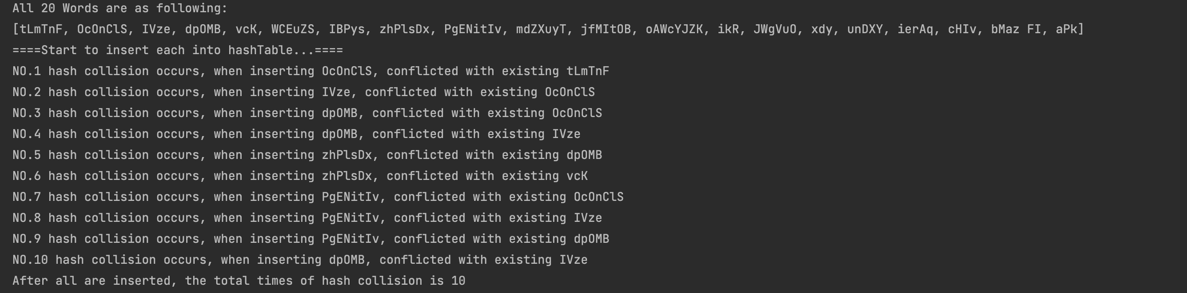 All 20 Words are as following:
[tLmTnF, OcOnClS, IVze, dpOMB, vcK, WCEuZS, IBPys, zhPlsDx, PgENitIv, mdZXuyT, jfMItOB, oAWcYJZK, ikR, JWgVuO, xdy, unDXY, ierAq, cHIv, bMaz FI, aPk]
====Start to insert each into hashTable...====
NO.1 hash collision occurs, when inserting OcOnClS, conflicted with existing tLmTnF
NO.2 hash collision occurs, when inserting IVze, conflicted with existing OcOnClS
NO.3 hash collision occurs, when inserting dpOMB, conflicted with existing OcOnClS
NO.4 hash collision occurs, when inserting dpOMB, conflicted with existing IVze
NO.5 hash collision occurs, when inserting zhPlsDx, conflicted with existing dpOMB
NO.6 hash collision occurs, when inserting zhPlsDx, conflicted with existing vcK
NO.7 hash collision occurs, when inserting PgENitIv, conflicted with existing OcOnClS
NO.8 hash collision occurs, when inserting PgENitIv, conflicted with existing IVze
NO.9 hash collision occurs, when inserting PgENitIv, conflicted with existing dpOMB
NO.10 hash collision occurs, when inserting dpOMB, conflicted with existing IVze
After all are inserted, the total times of hash collision is 10